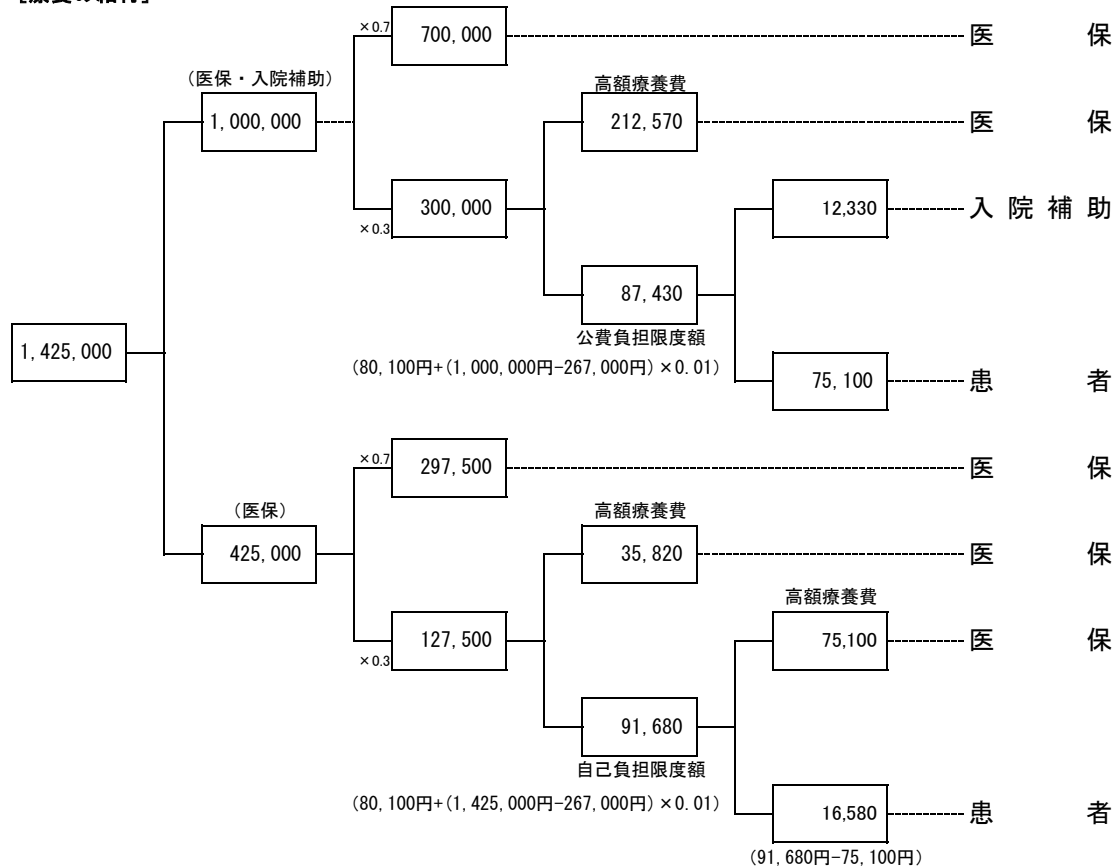 ×0.7 700,000 医 保
(医保・入院補助) 高額療養費
1,000,000 212,570 医 保
×0.3 300,000 12,330 入院補助
87,430
公費負担限度額
1,425,000
(80,100円+(1,000,000円-267,000円)×0.01)
75,100 患 者
×0.7 297,500 医 保
(医保) 高額療養費
425,000 35,820 医 保
高額療養費
×0.3 127,500 75,100 医 保
91,680
自己負担限度額
(80,100円+(1,425,000円-267,000円)×0.01)
16,580 患 者
(91,680円-75,100円)